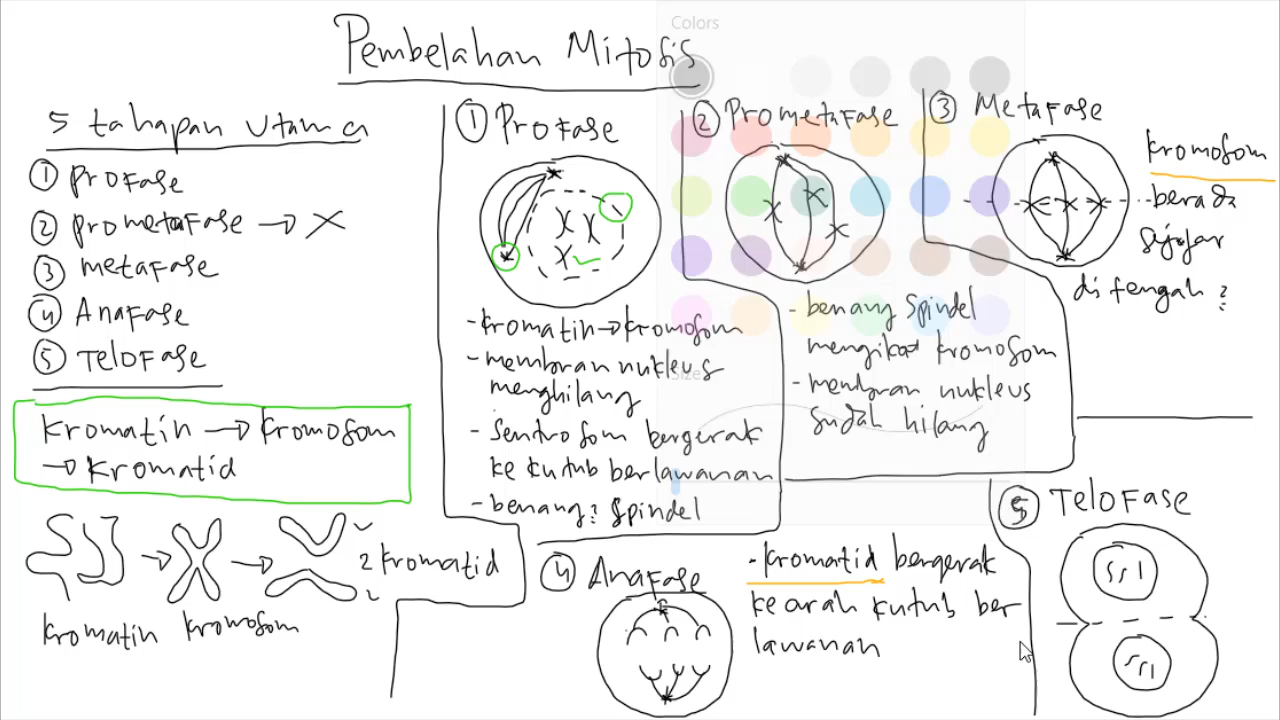 Pembelahan Mitosis
5 tahapan utama
① Profase
② prometafase → X
③ metafase
④ Anafase
⑤ Telofase
kromatin → kromosom
→ kromatid
2 kromatid
kromatin kromosom
① Profase
- kromatin → kromosom
- membran nukleus
menghilang
- Sentrosom bergerak
ke kutub berlawanan
- benang² Spindel
② Prometafase
- benang Spindel
mengikat kromosom
- membran nukleus
sudah hilang
③ Metafase
kromosom
berada
sejajar
di tengah²
④ Anafase
- kromatid bergerak
ke arah kutub ber
lawanan
⑤ Telofase
Colors
Size